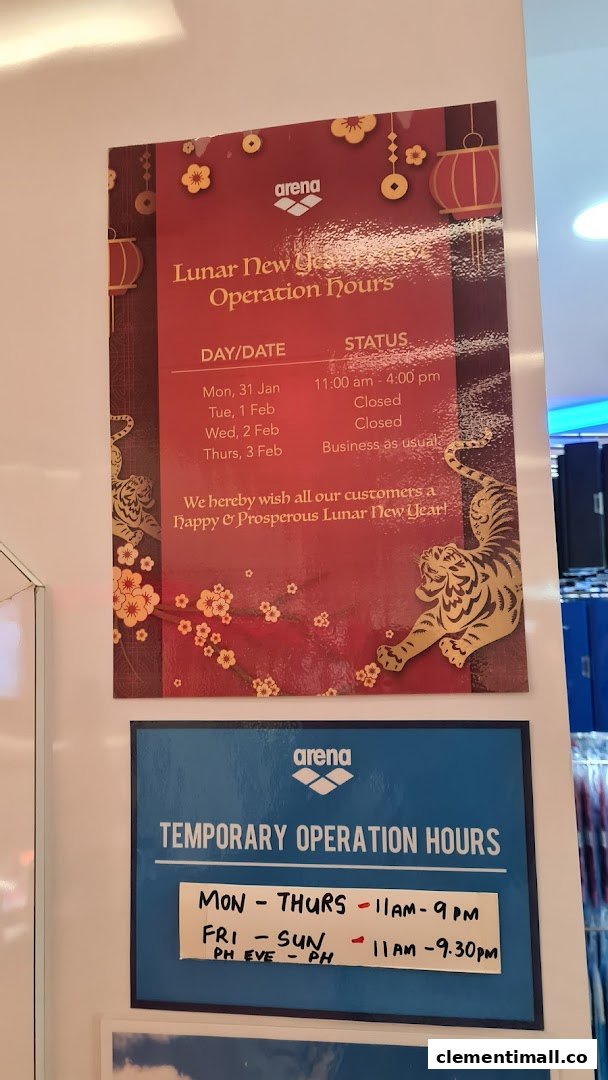 arena
Lunar New Year
Operation Hours
DAY/DATE STATUS
Mon, 31 Jan 11:00 am - 4:00 pm
Tue, 1 Feb Closed
Wed, 2 Feb Closed
Thurs, 3 Feb Business as usual
We hereby wish all our customers a
Happy & Prosperous Lunar New Year!
arena
TEMPORARY OPERATION HOURS
MON - THURS - 11AM - 9 PM
FRI - SUN - 11AM - 9.30PM
PH EVE - PH
clementimall.co